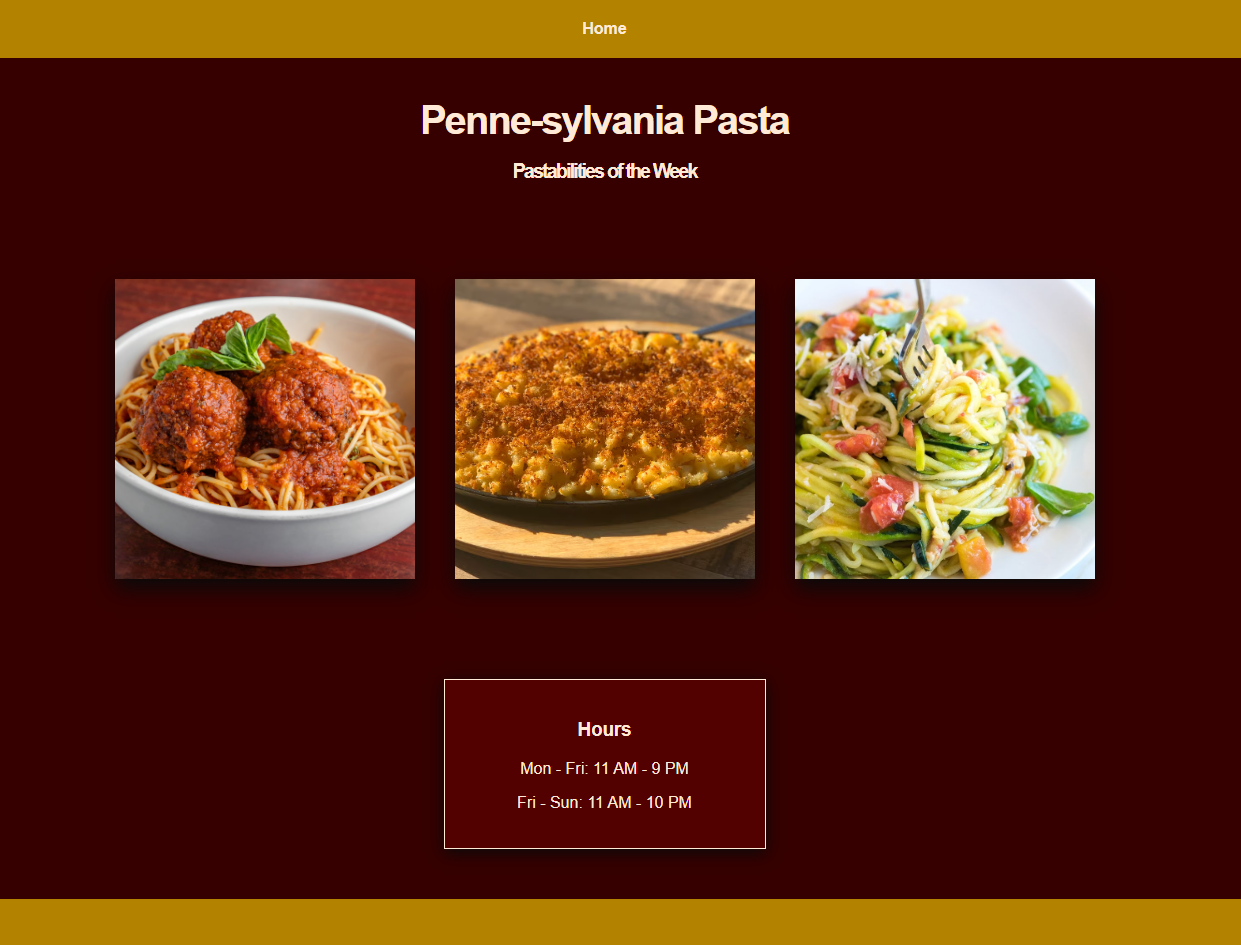 Home
Penne-sylvania Pasta
Pastabilities of the Week
Hours
Mon - Fri: 11 AM - 9 PM
Fri - Sun: 11 AM - 10 PM